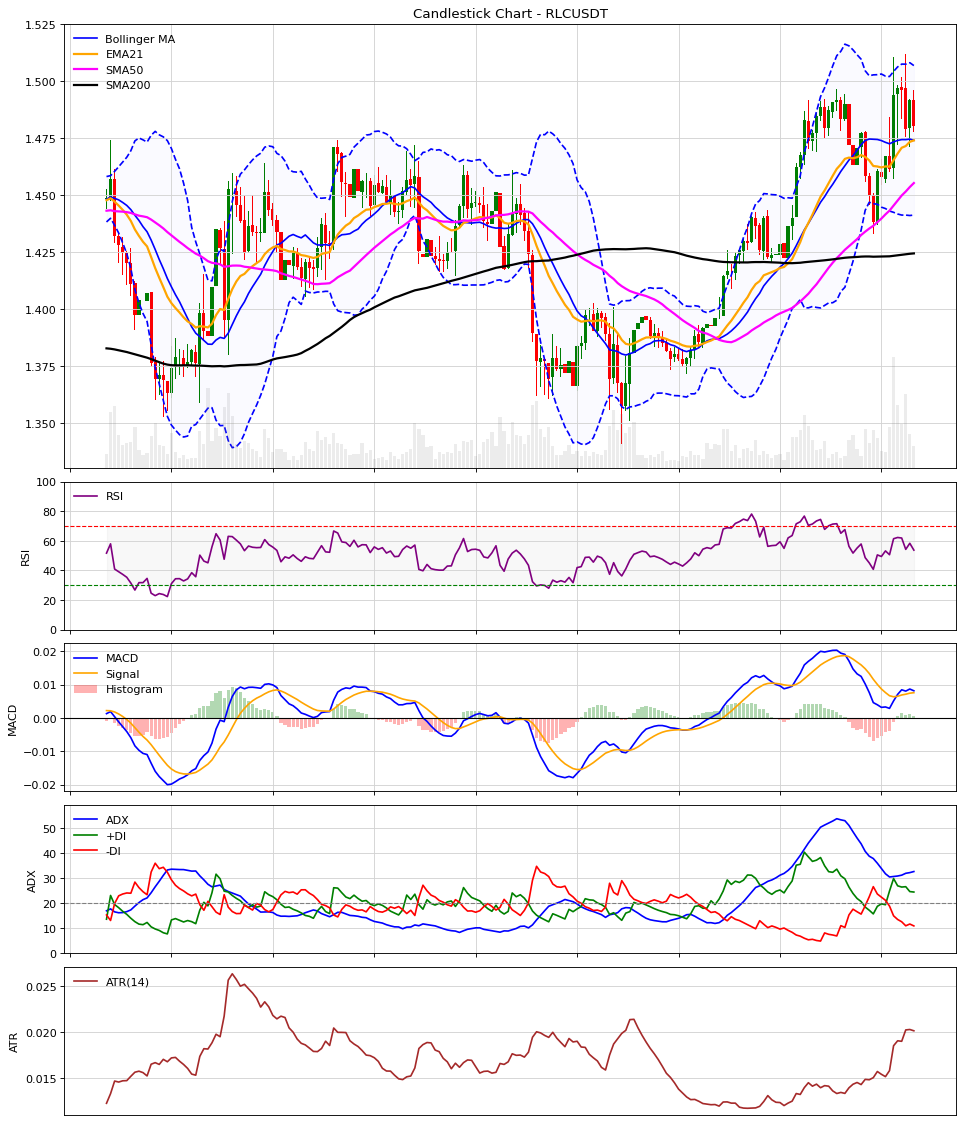 Candlestick Chart - RLCUSDT
1.525
1.500
1.475
1.450
1.425
1.400
1.375
1.350
Bollinger MA
EMA21
SMA50
SMA200
100
80
60
40
20
0
RSI
RSI
0.02
0.01
0.00
−0.01
−0.02
MACD
MACD
Signal
Histogram
50
40
30
20
10
0
ADX
ADX
+DI
-DI
0.025
0.020
0.015
ATR
ATR(14)